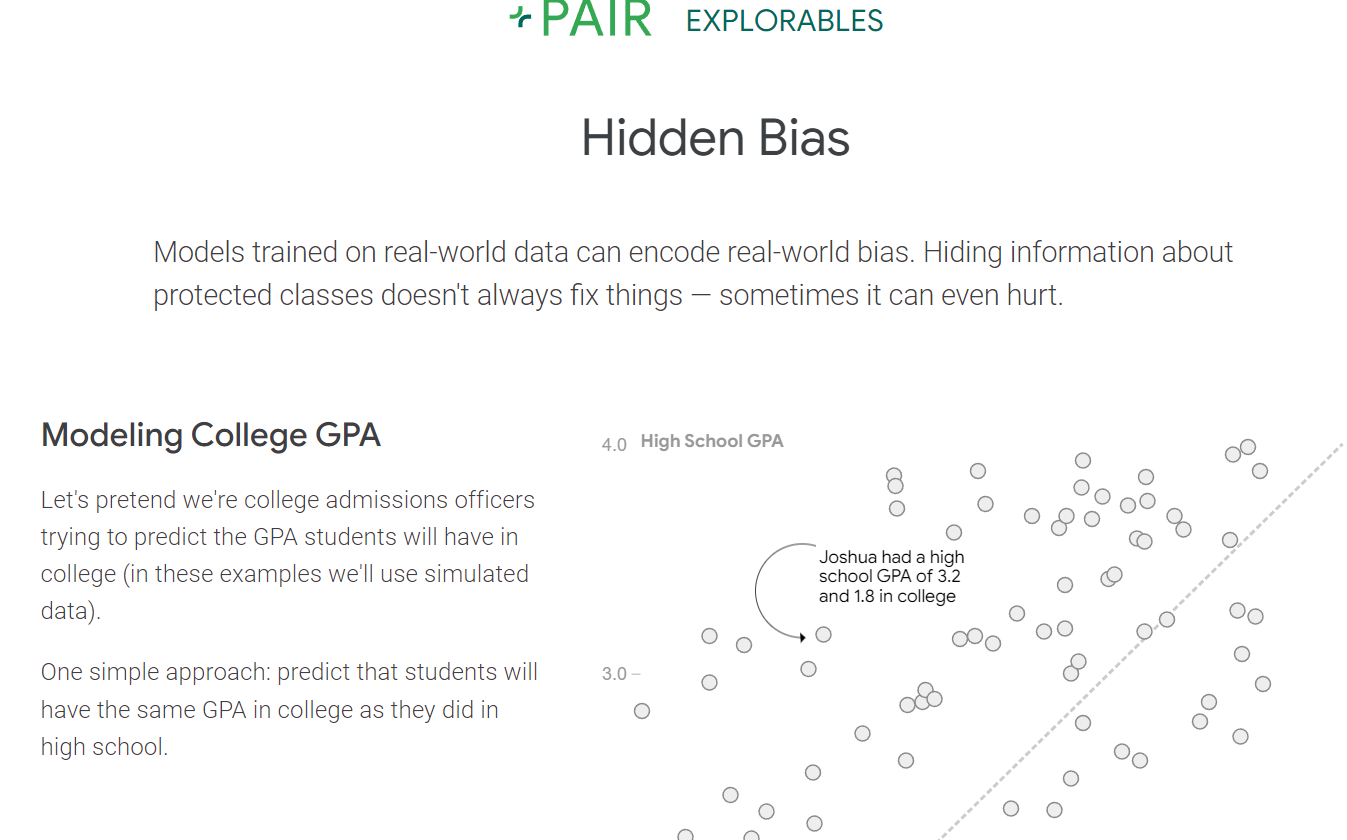 PAIR EXPLORABLES
Hidden Bias
Models trained on real-world data can encode real-world bias. Hiding information about
protected classes doesn't always fix things — sometimes it can even hurt.
Modeling College GPA
Let's pretend we're college admissions officers
trying to predict the GPA students will have in
college (in these examples we'll use simulated
data).
One simple approach: predict that students will
have the same GPA in college as they did in
high school.
4.0 High School GPA
Joshua had a high
school GPA of 3.2
and 1.8 in college
3.0